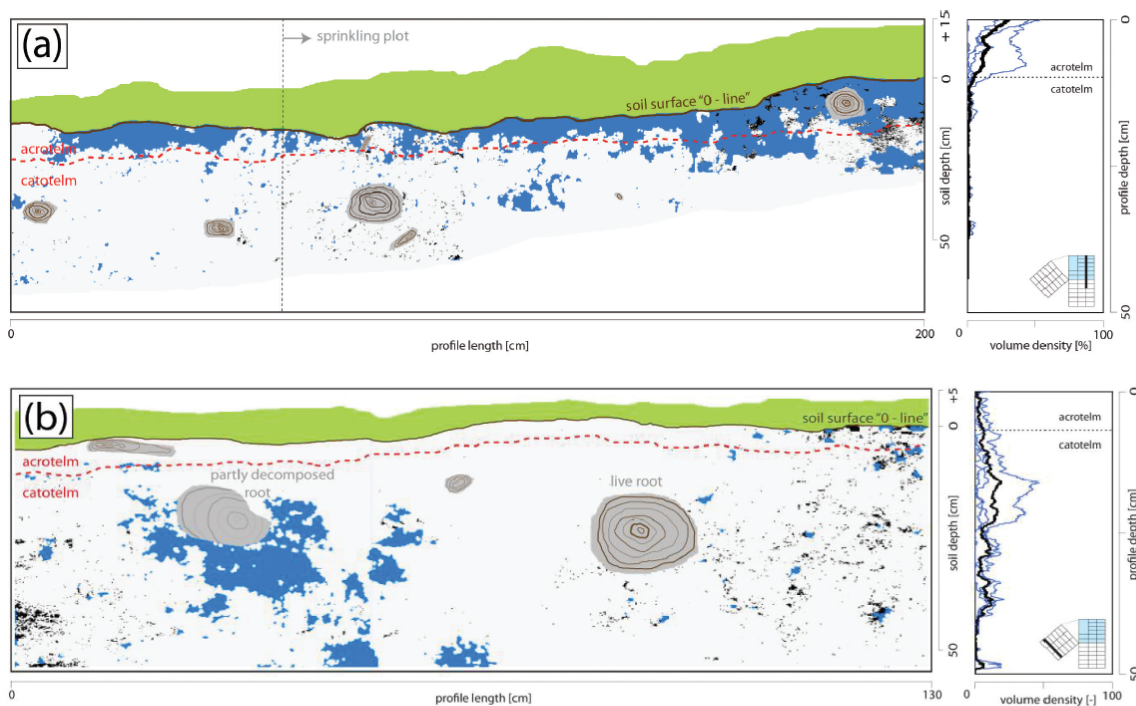 (a)
sprinkling plot
soil surface "0 - line"
acrotelm
catotelm
+ 15
0
50
soil depth [cm]
0
200
profile length [cm]
acrotelm
catotelm
0
50
profile depth [cm]
0
100
volume density [%]
(b)
soil surface "0 - line"
acrotelm
catotelm
partly decomposed
root
live root
+5
0
50
soil depth [cm]
0
130
profile length [cm]
acrotelm
catotelm
0
50
profile depth [cm]
0
100
volume density [-]